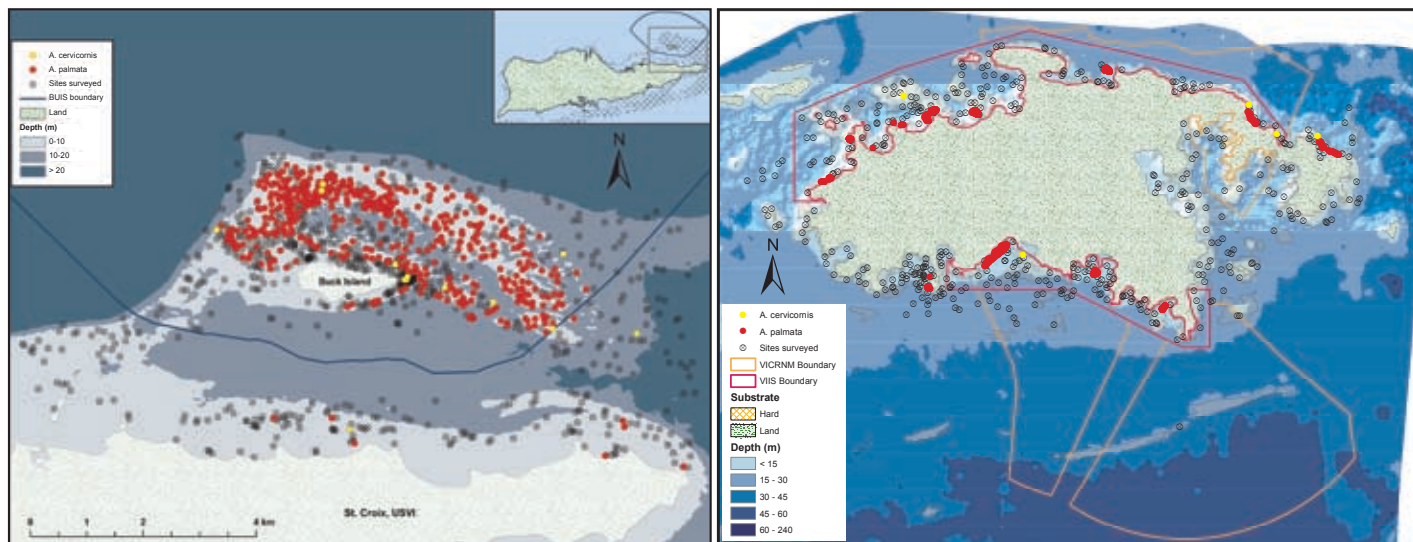 A. cervicornis
A. palmata
Sites surveyed
BUIS boundary
Land
Depth (m)
0-10
10-20
> 20
N
Buck Island
St. Croix, USVI
0 1 2 4 km
N
A. cervicornis
A. palmata
Sites surveyed
VICRNM Boundary
VIIS Boundary
Substrate
Hard
Land
Depth (m)
< 15
15 - 30
30 - 45
45 - 60
60 - 240